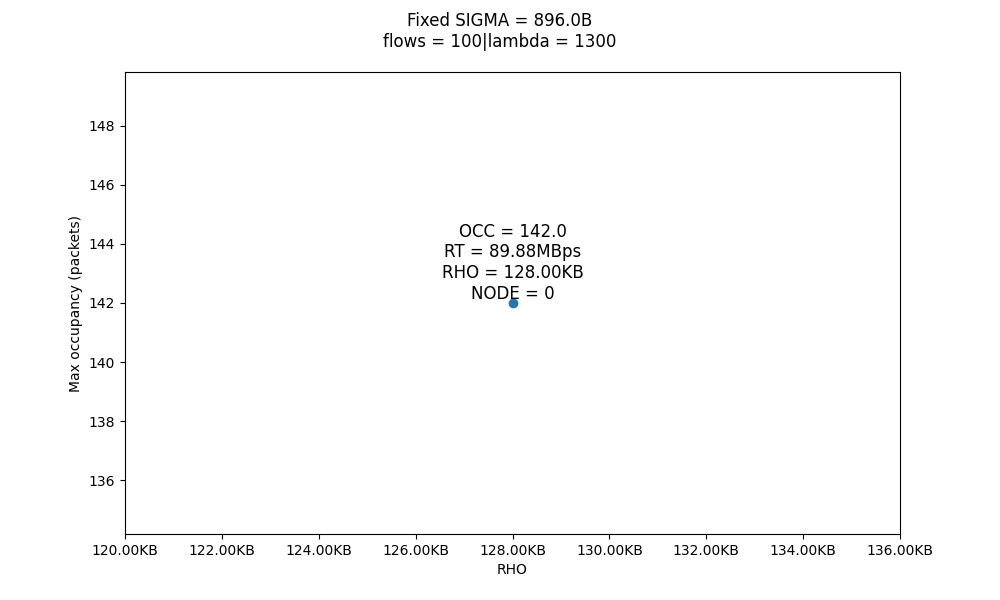 Fixed SIGMA = 896.0B
flows = 100|lambda = 1300
148
146
144
142
140
138
136
Max occupancy (packets)
OCC = 142.0
RT = 89.88MBps
RHO = 128.00KB
NODE = 0
120.00KB 122.00KB 124.00KB 126.00KB 128.00KB 130.00KB 132.00KB 134.00KB 136.00KB
RHO